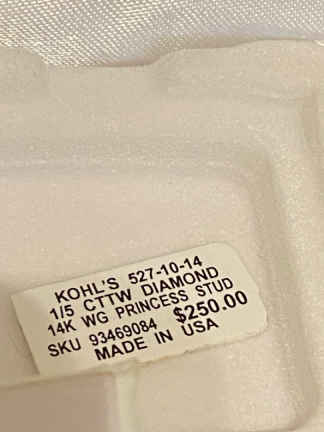 KOHL'S 527-10-14
1/5 CTTW DIAMOND
14K WG PRINCESS STUD
SKU 93469084 $250.00
MADE IN USA